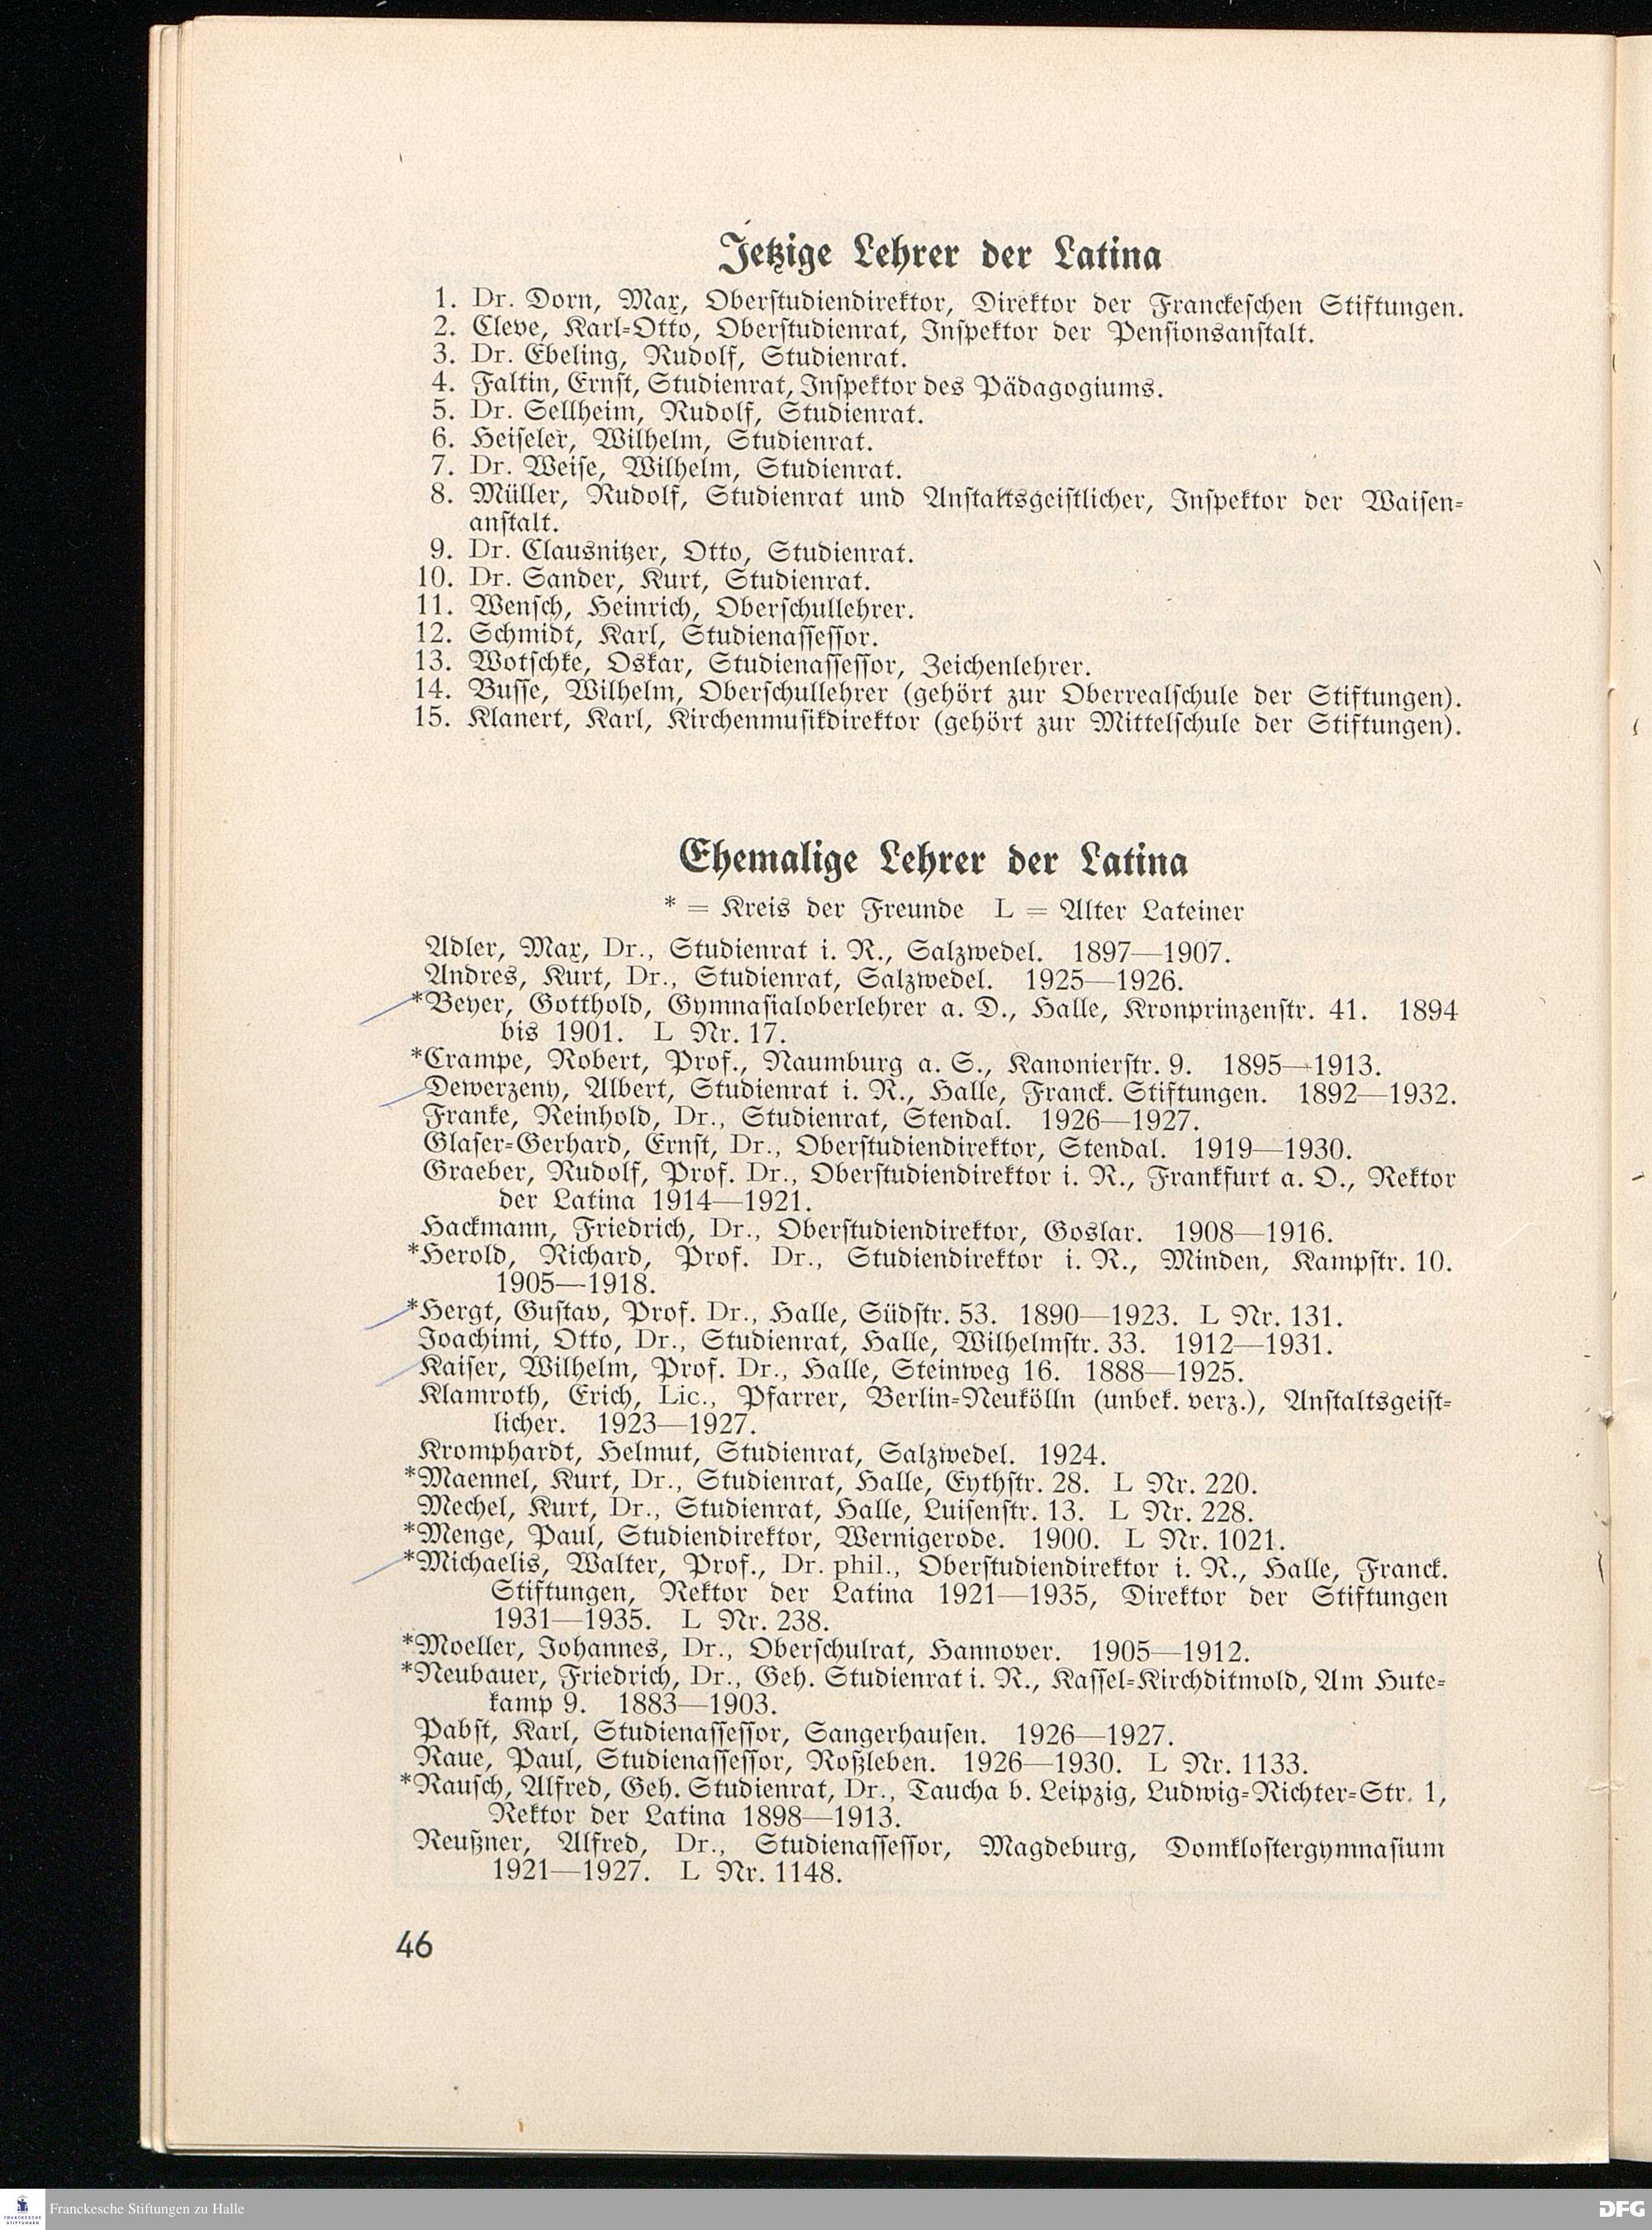 Jetzige Lehrer der Latina
1. Dr. Dorn, Max, Oberstudiendirektor, Direktor der Franckeschen Stiftungen.
2. Cleve, Karl-Otto, Oberstudienrat, Inspektor der Pensionsanstalt.
3. Dr. Ebeling, Rudolf, Studienrat.
4. Faltin, Ernst, Studienrat, Inspektor des Pädagogiums.
5. Dr. Sellheim, Rudolf, Studienrat.
6. Heiseler, Wilhelm, Studienrat.
7. Dr. Weise, Wilhelm, Studienrat.
8. Müller, Rudolf, Studienrat und Anstaltsgeistlicher, Inspektor der Waisen-
anstalt.
9. Dr. Clausnitzer, Otto, Studienrat.
10. Dr. Sander, Kurt, Studienrat.
11. Wensch, Heinrich, Oberschullehrer.
12. Schmidt, Karl, Studienassessor.
13. Wotschke, Oskar, Studienassessor, Zeichenlehrer.
14. Busse, Wilhelm, Oberschullehrer (gehört zur Oberrealschule der Stiftungen).
15. Klanert, Karl, Kirchenmusikdirektor (gehört zur Mittelschule der Stiftungen).
Ehemalige Lehrer der Latina
* = Kreis der Freunde L = Alter Lateiner
Adler, Max, Dr., Studienrat i. R., Salzwedel. 1897—1907.
Andres, Kurt, Dr., Studienrat, Salzwedel. 1925—1926.
*Beyer, Gotthold, Gymnasialoberlehrer a. D., Halle, Kronprinzenstr. 41. 1894
bis 1901. L Nr. 17.
*Crampe, Robert, Prof., Naumburg a. S., Kanonierstr. 9. 1895—1913.
Dewerzeny, Albert, Studienrat i. R., Halle, Franck. Stiftungen. 1892—1932.
Franke, Reinhold, Dr., Studienrat, Stendal. 1926—1927.
Glaser-Gerhard, Ernst, Dr., Oberstudiendirektor, Stendal. 1919—1930.
Graeber, Rudolf, Prof. Dr., Oberstudiendirektor i. R., Frankfurt a. O., Rektor
der Latina 1914—1921.
Hackmann, Friedrich, Dr., Oberstudiendirektor, Goslar. 1908—1916.
*Herold, Richard, Prof. Dr., Studiendirektor i. R., Minden, Kampstr. 10.
1905—1918.
*Hergt, Gustav, Prof. Dr., Halle, Südstr. 53. 1890—1923. L Nr. 131.
Joachimi, Otto, Dr., Studienrat, Halle, Wilhelmstr. 33. 1912—1931.
Kaiser, Wilhelm, Prof. Dr., Halle, Steinweg 16. 1888—1925.
Klamroth, Erich, Lic., Pfarrer, Berlin-Neukölln (unbek. verz.), Anstaltsgeist-
licher. 1923—1927.
Kromphardt, Helmut, Studienrat, Salzwedel. 1924.
*Maennel, Kurt, Dr., Studienrat, Halle, Eythstr. 28. L Nr. 220.
Mechel, Kurt, Dr., Studienrat, Halle, Luisenstr. 13. L Nr. 228.
*Menge, Paul, Studiendirektor, Wernigerode. 1900. L Nr. 1021.
*Michaelis, Walter, Prof., Dr. phil., Oberstudiendirektor i. R., Halle, Franck.
Stiftungen, Rektor der Latina 1921—1935, Direktor der Stiftungen
1931—1935. L Nr. 238.
*Moeller, Johannes, Dr., Oberschulrat, Hannover. 1905—1912.
*Neubauer, Friedrich, Dr., Geh. Studienrat i. R., Kassel-Kirchditmold, Am Hute-
kamp 9. 1883—1903.
Pabst, Karl, Studienassessor, Sangerhausen. 1926—1927.
Raue, Paul, Studienassessor, Roßleben. 1926—1930. L Nr. 1133.
*Rausch, Alfred, Geh. Studienrat, Dr., Taucha b. Leipzig, Ludwig-Richter-Str. 1,
Rektor der Latina 1898—1913.
Reußner, Alfred, Dr., Studienassessor, Magdeburg, Domklostergymnasium
1921—1927. L Nr. 1148.
46
FRANCKESCHE
STIFTUNGEN
Franckesche Stiftungen zu Halle
DFG